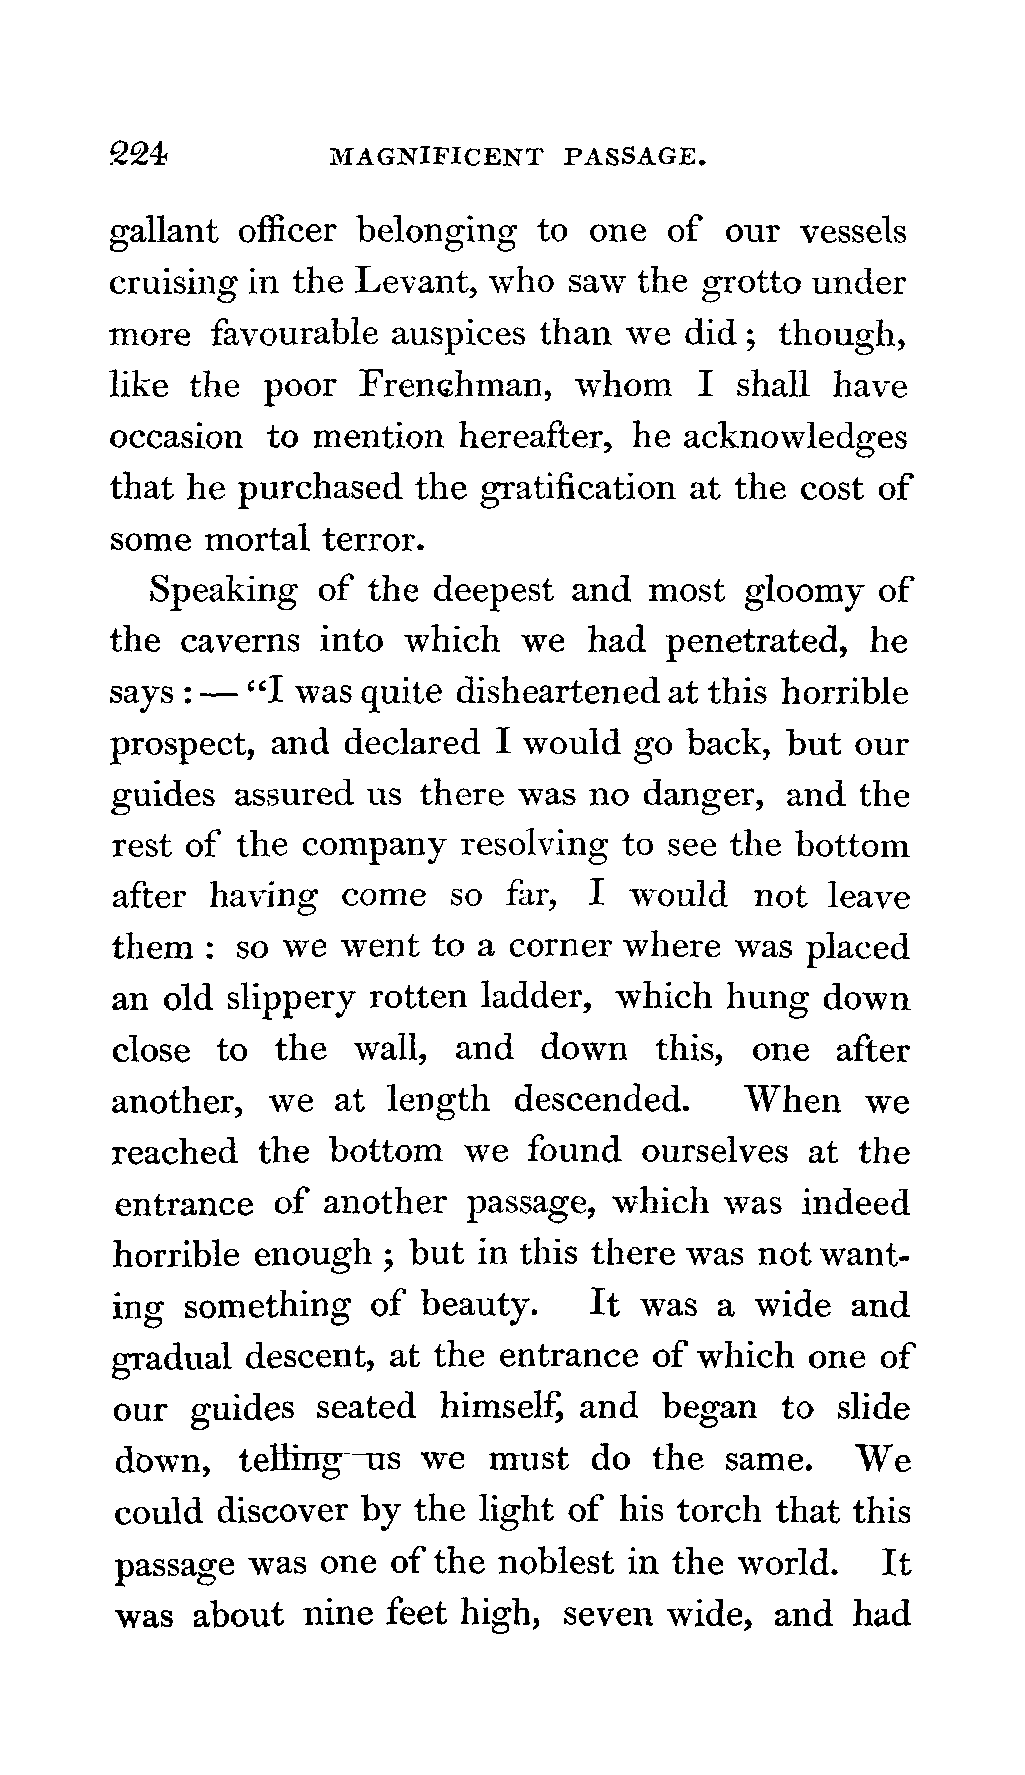 224 MAGNIFICENT PASSAGE.
gallant officer belonging to one of our vessels
cruising in the Levant, who saw the grotto under
more favourable auspices than we did ; though,
like the poor Frenchman, whom I shall have
occasion to mention hereafter, he acknowledges
that he purchased the gratification at the cost of
some mortal terror.
Speaking of the deepest and most gloomy of
the caverns into which we had penetrated, he
says : — “I was quite disheartened at this horrible
prospect, and declared I would go back, but our
guides assured us there was no danger, and the
rest of the company resolving to see the bottom
after having come so far, I would not leave
them : so we went to a corner where was placed
an old slippery rotten ladder, which hung down
close to the wall, and down this, one after
another, we at length descended. When we
reached the bottom we found ourselves at the
entrance of another passage, which was indeed
horrible enough ; but in this there was not want-
ing something of beauty. It was a wide and
gradual descent, at the entrance of which one of
our guides seated himself, and began to slide
down, telling us we must do the same. We
could discover by the light of his torch that this
passage was one of the noblest in the world. It
was about nine feet high, seven wide, and had